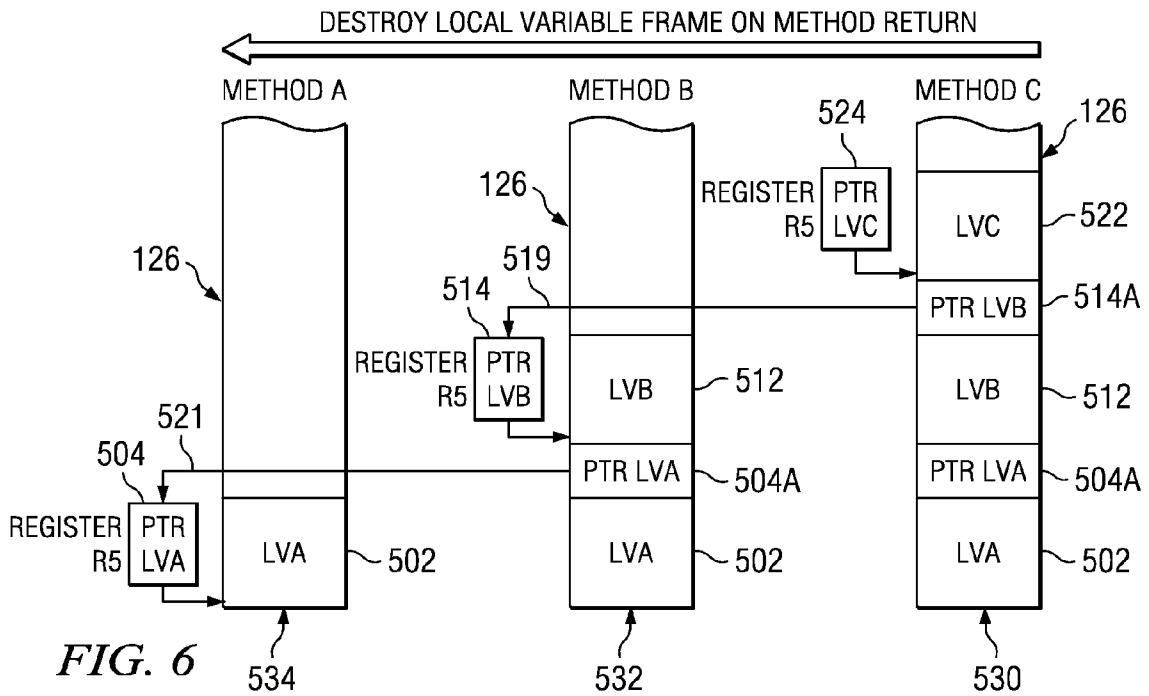 DESTROY LOCAL VARIABLE FRAME ON METHOD RETURN
METHOD A
METHOD B
METHOD C
524
126
126
REGISTER
R5
PTR
LVC
LVC
522
126
514
519
PTR LVB
514A
REGISTER
R5
PTR
LVB
LVB
512
LVB
512
521
504
PTR LVA
504A
PTR LVA
504A
REGISTER
R5
PTR
LVA
LVA
502
LVA
502
LVA
502
FIG. 6
534
532
530